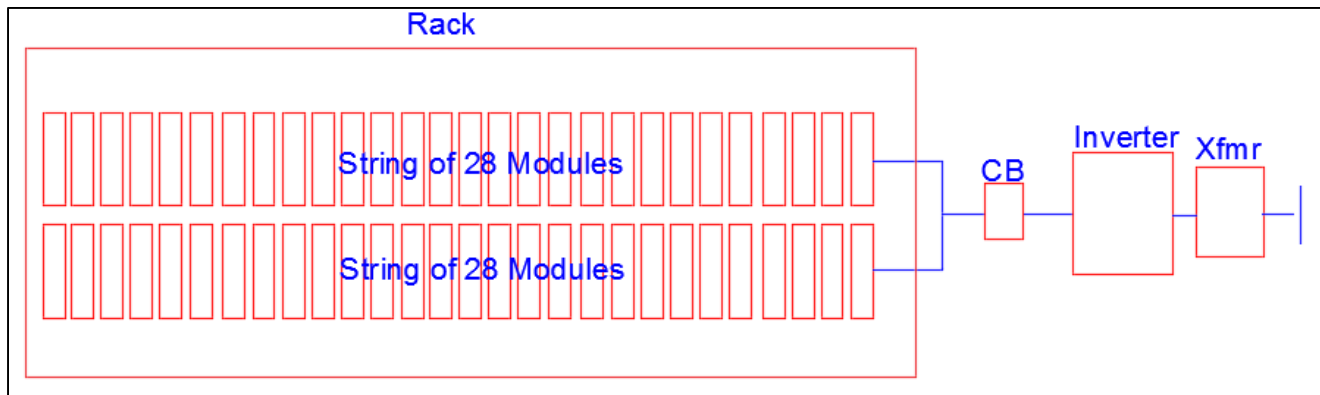 Rack
String of 28 Modules
String of 28 Modules
CB
Inverter
Xfmr